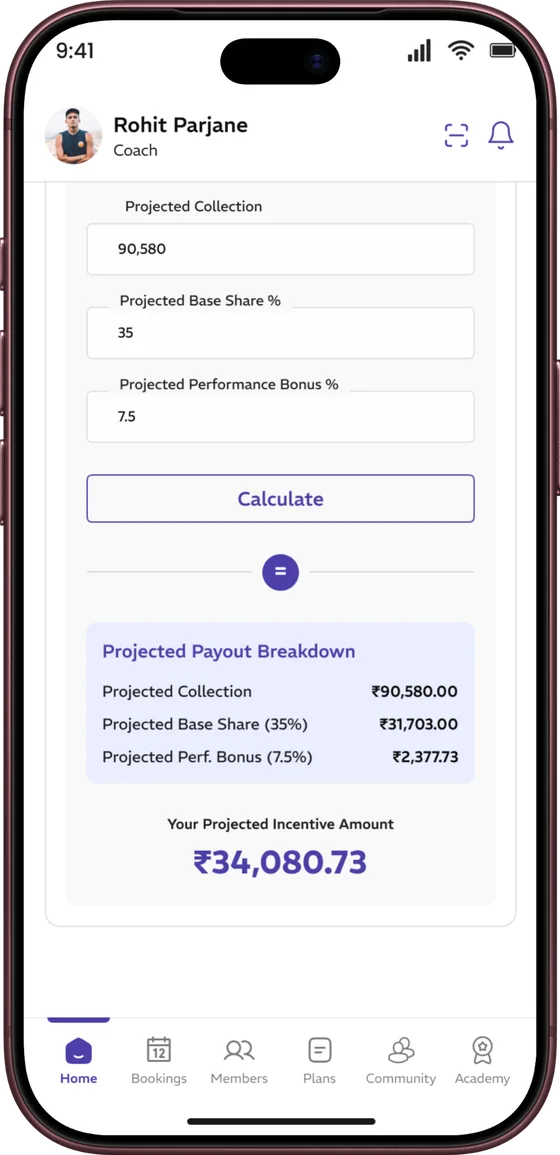 9:41
Rohit Parjane
Coach
Projected Collection
90,580
Projected Base Share %
35
Projected Performance Bonus %
7.5
Calculate
=
Projected Payout Breakdown
Projected Collection ₹90,580.00
Projected Base Share (35%) ₹31,703.00
Projected Perf. Bonus (7.5%) ₹2,377.73
Your Projected Incentive Amount
₹34,080.73
12
Home Bookings Members Plans Community Academy